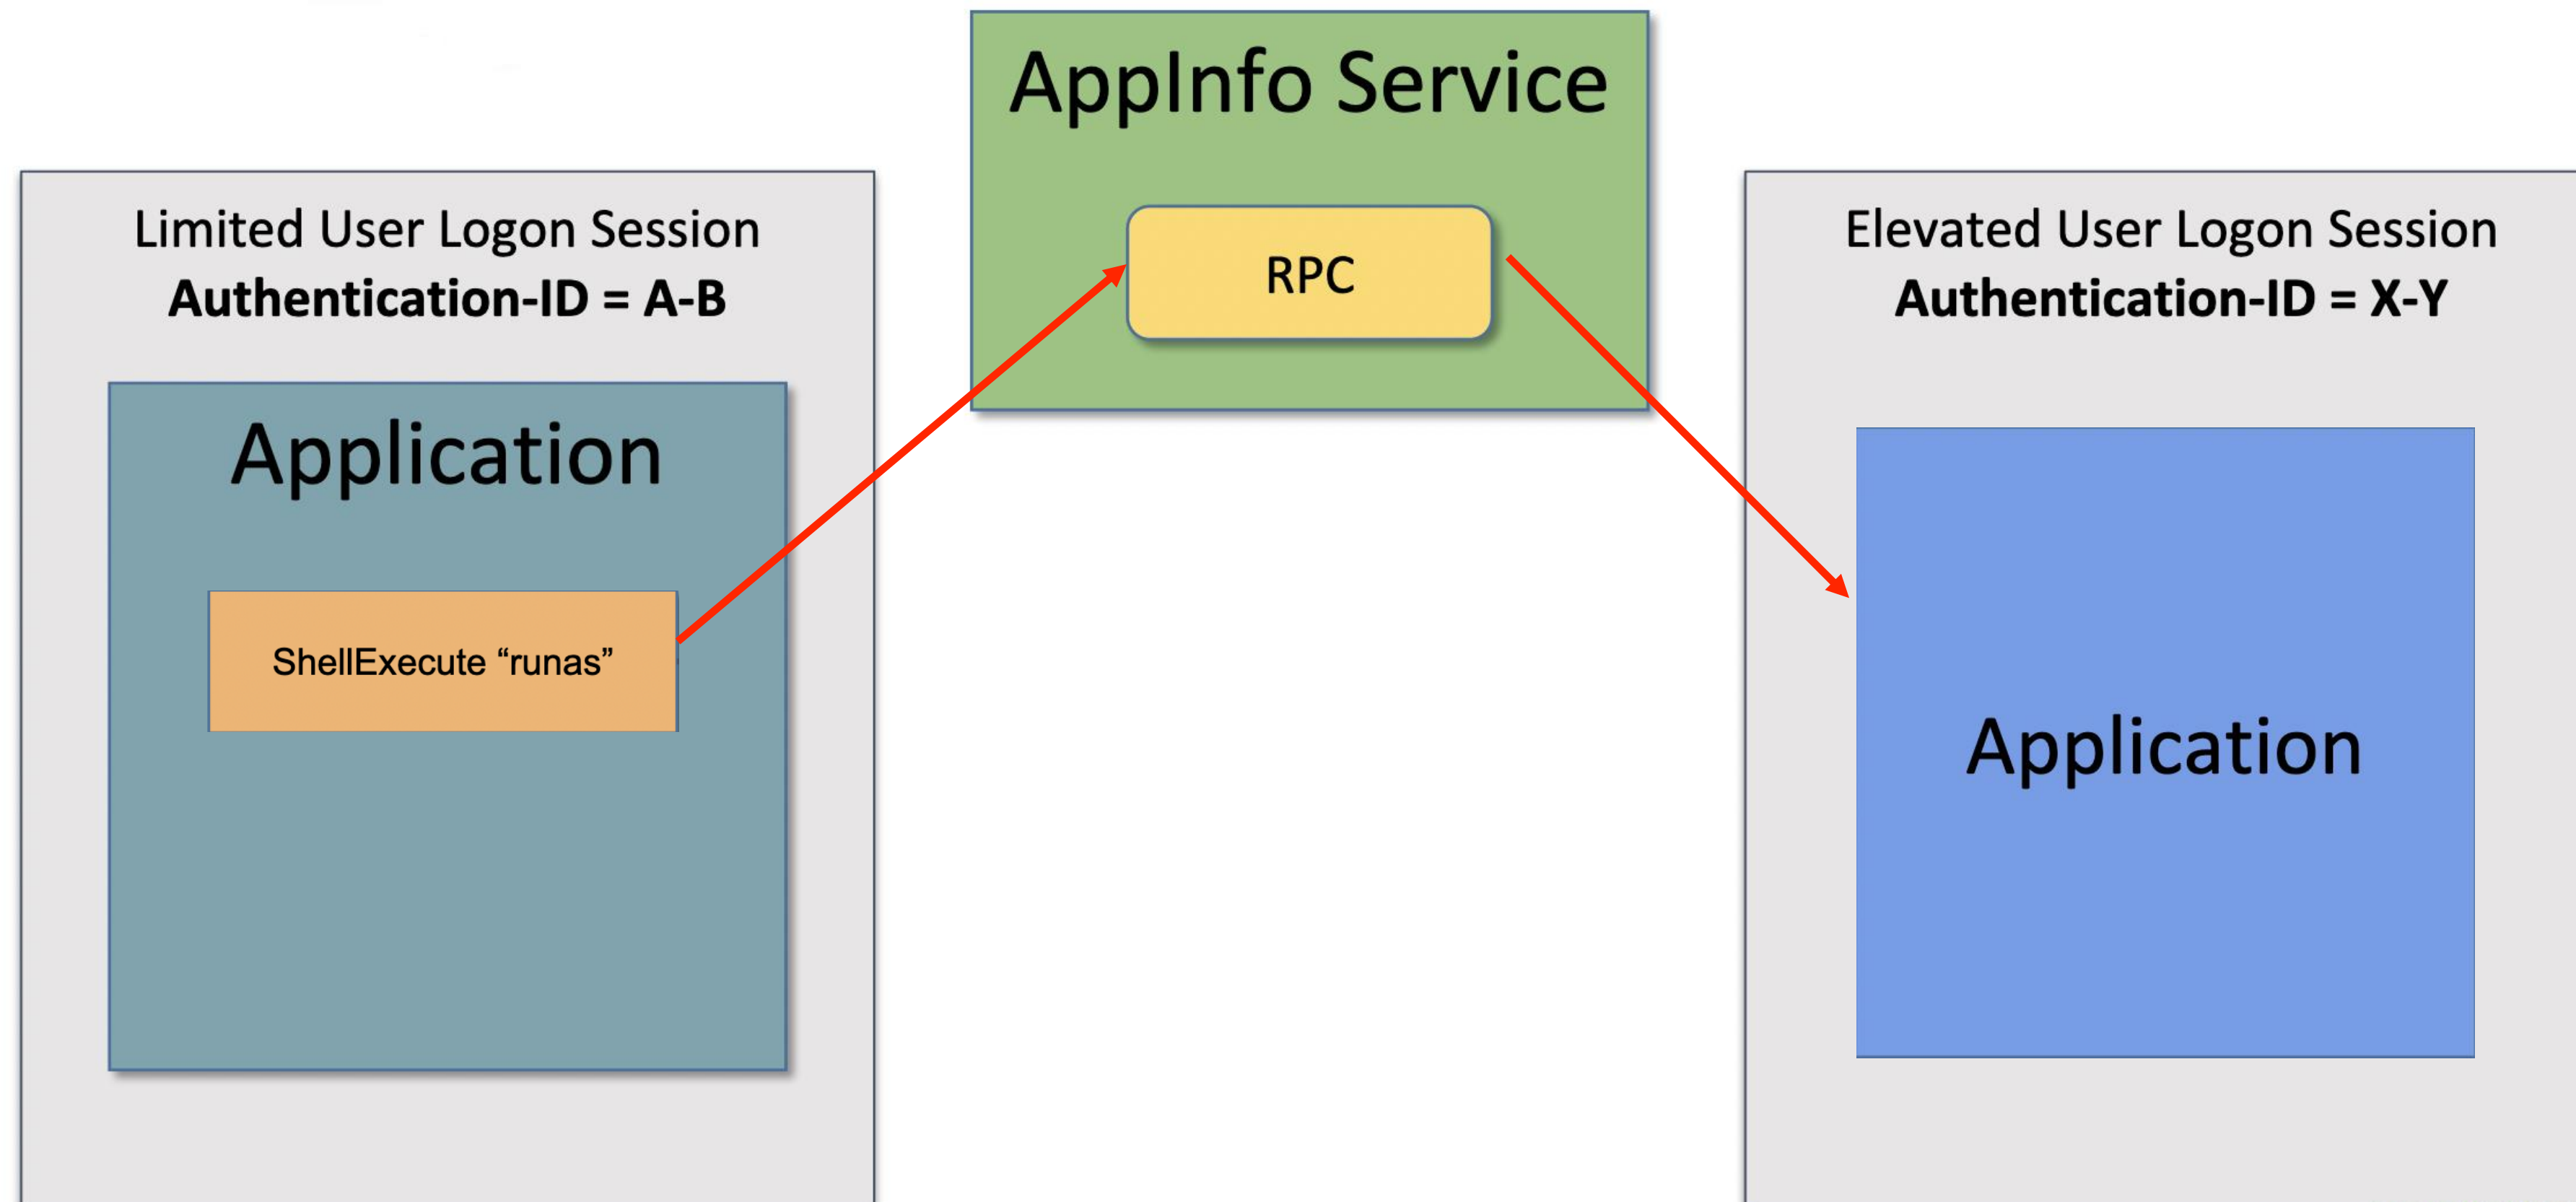 AppInfo Service
RPC
Limited User Logon Session
Authentication-ID = A-B
Application
ShellExecute “runas”
Elevated User Logon Session
Authentication-ID = X-Y
Application